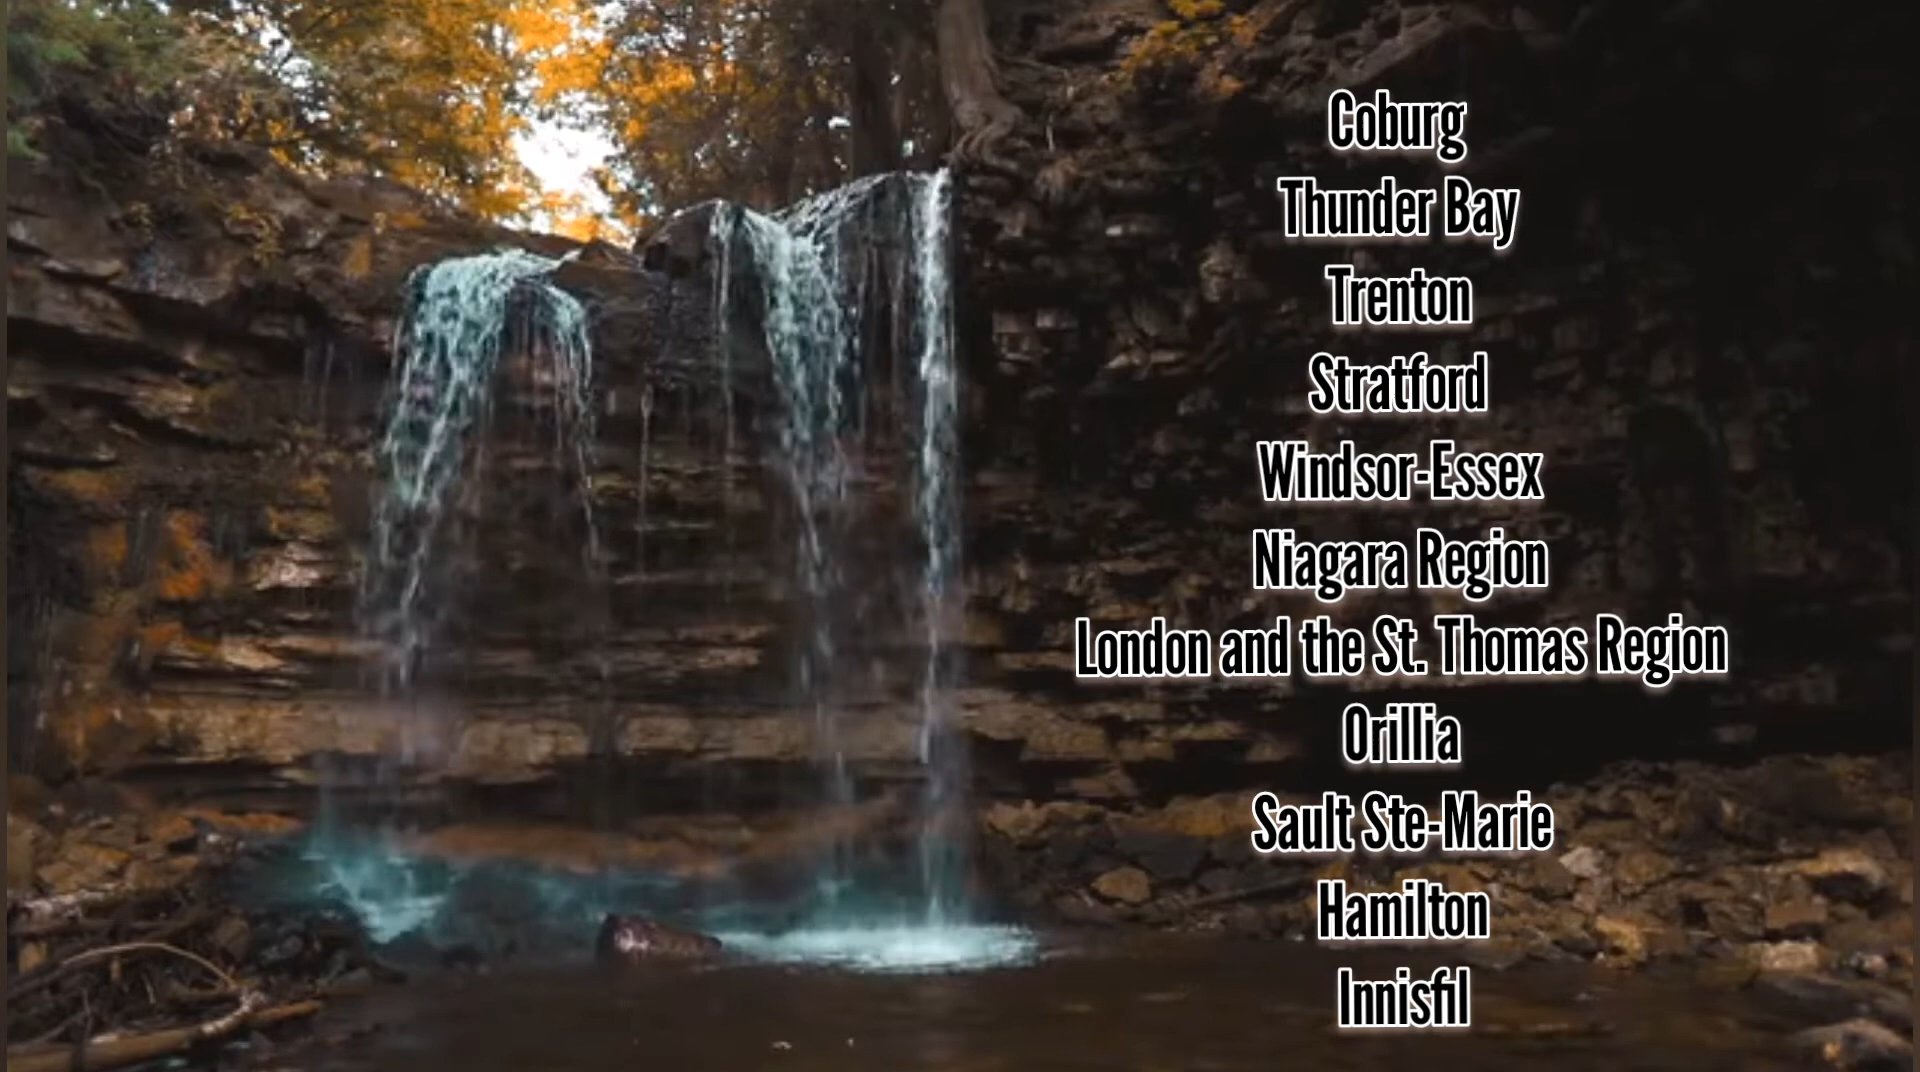 Coburg
Thunder Bay
Trenton
Stratford
Windsor-Essex
Niagara Region
London and the St. Thomas Region
Orillia
Sault Ste-Marie
Hamilton
Innisfil